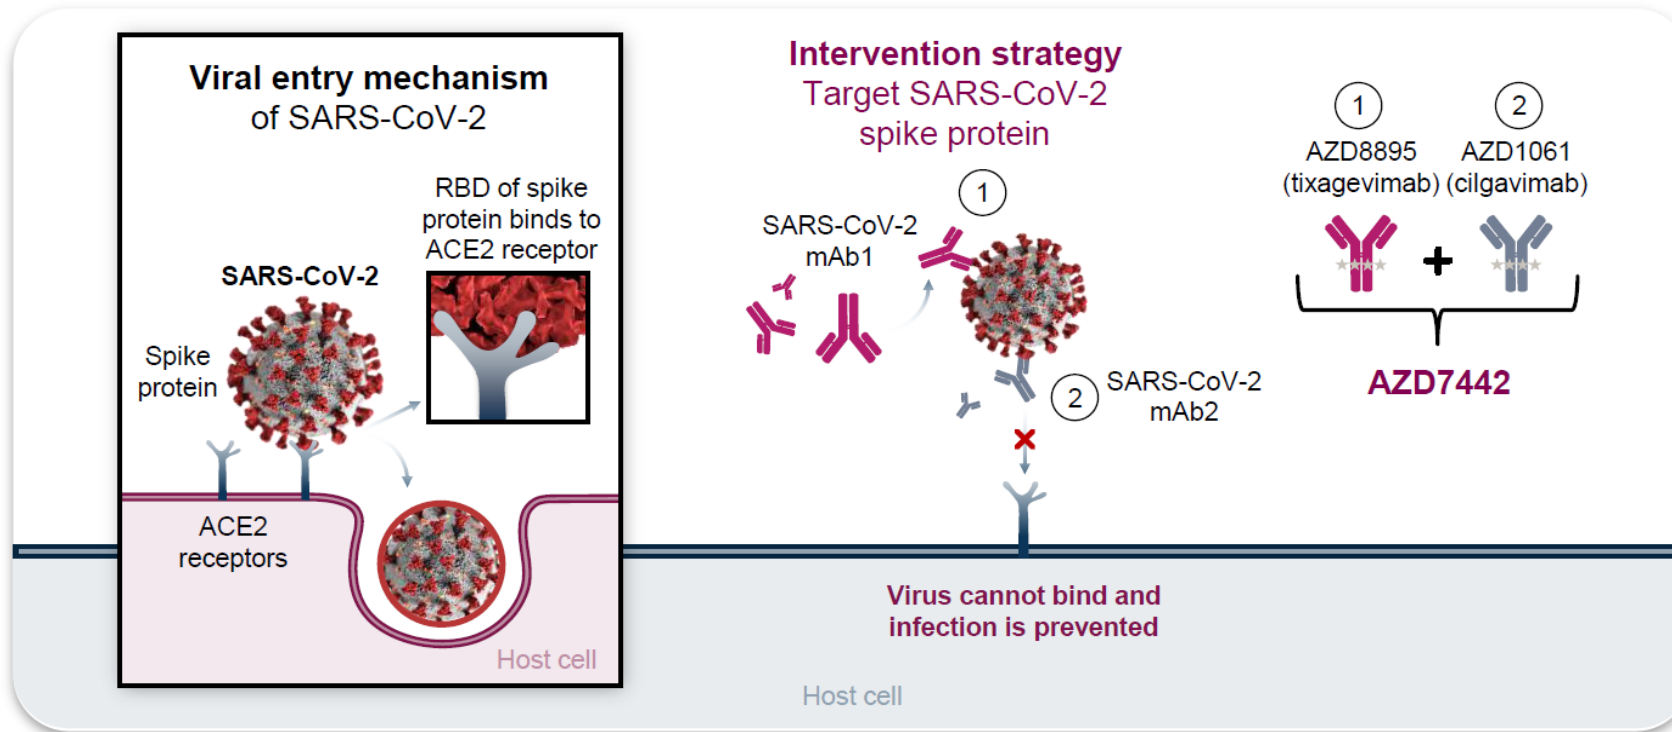 Viral entry mechanism
of SARS-CoV-2
RBD of spike
protein binds to
ACE2 receptor
SARS-CoV-2
Spike
protein
ACE2
receptors
Host cell
Intervention strategy
Target SARS-CoV-2
spike protein
1
SARS-CoV-2
mAb1
2
SARS-CoV-2
mAb2
Virus cannot bind and
infection is prevented
Host cell
1
AZD8895
(tixagevimab)
2
AZD1061
(cilgavimab)
+
AZD7442